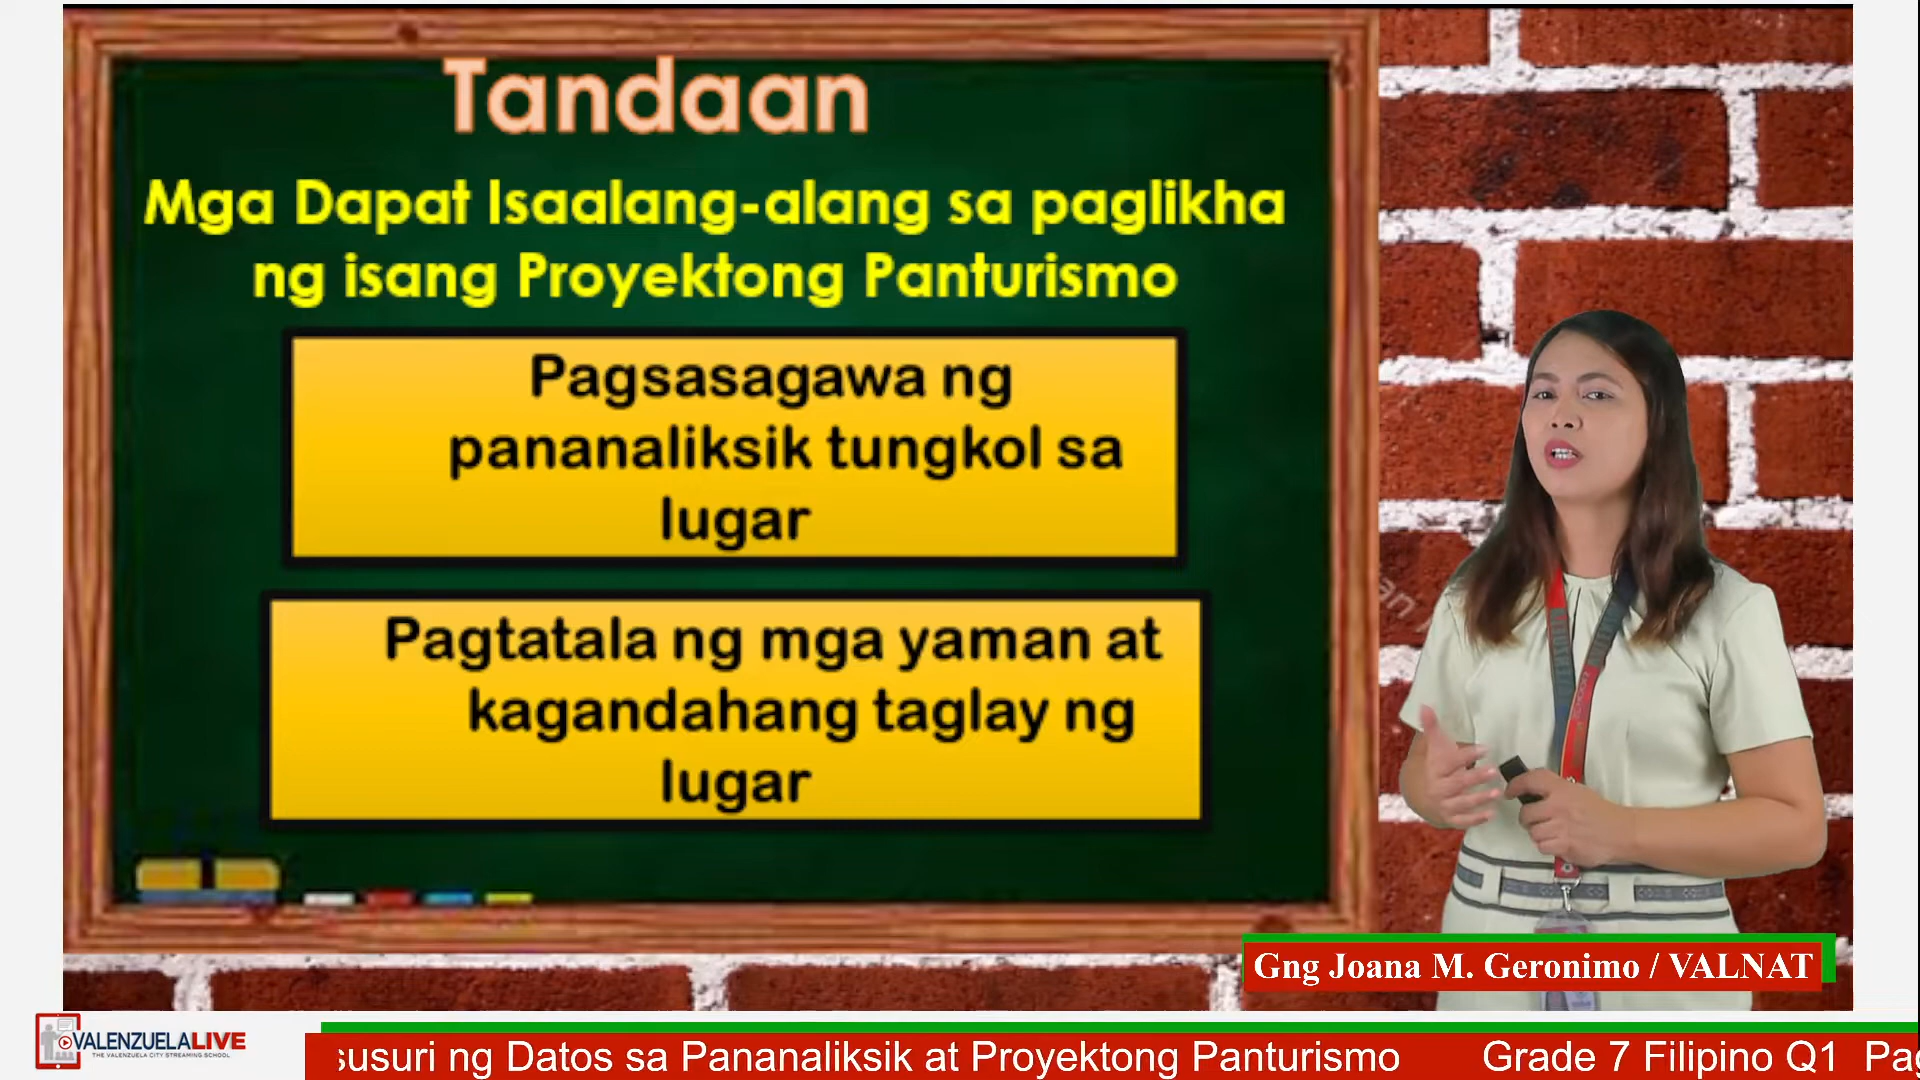 Tandaan
Mga Dapat Isaalang-alang sa paglikha
ng isang Proyektong Panturismo
Pagsasagawa ng
pananaliksik tungkol sa
lugar
Pagtatala ng mga yaman at
kagandahang taglay ng
lugar
an
Gng Joana M. Geronimo / VALNAT
VALENZUELALIVE
THE VALENZUELA CITY STREAMING SCHOOL
susuri ng Datos sa Pananaliksik at Proyektong Panturismo Grade 7 Filipino Q1 Pag